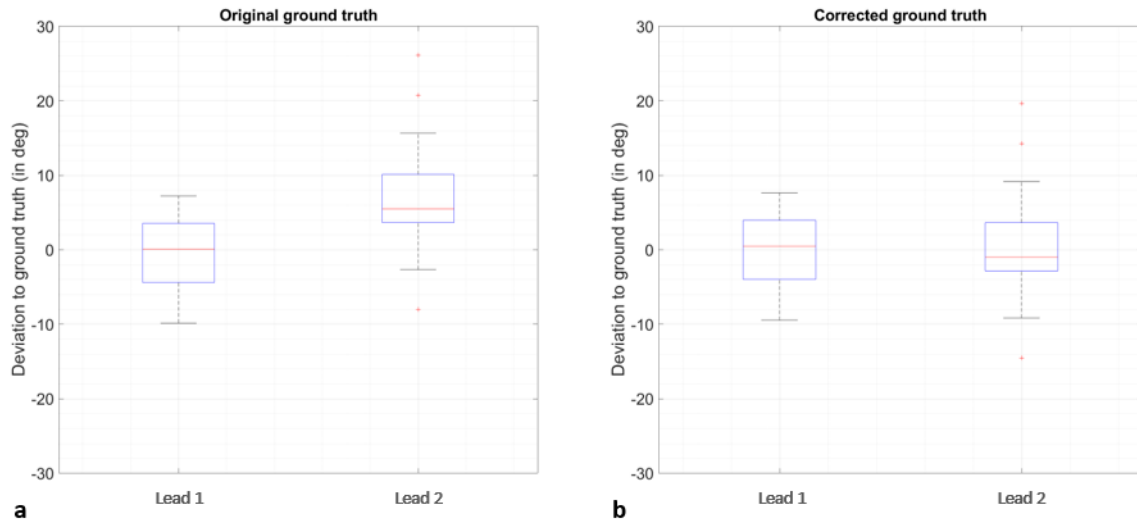 Original ground truth
Deviation to ground truth (in deg)
30
20
10
0
-10
-20
-30
Lead 1 Lead 2
a
Corrected ground truth
Deviation to ground truth (in deg)
30
20
10
0
-10
-20
-30
Lead 1 Lead 2
b